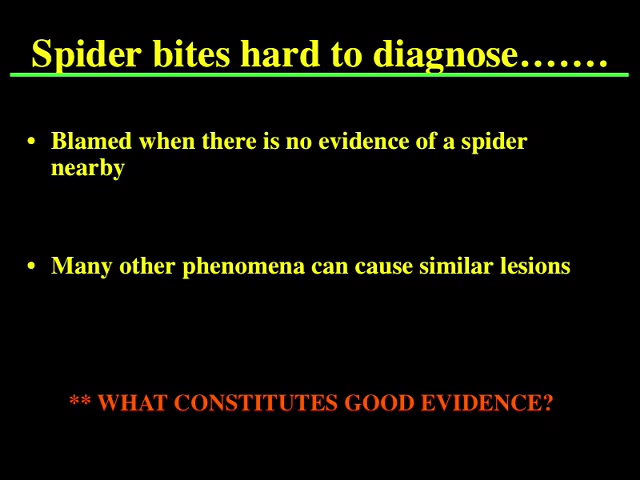 Spider bites hard to diagnose.......
• Blamed when there is no evidence of a spider
nearby
• Many other phenomena can cause similar lesions
** WHAT CONSTITUTES GOOD EVIDENCE?